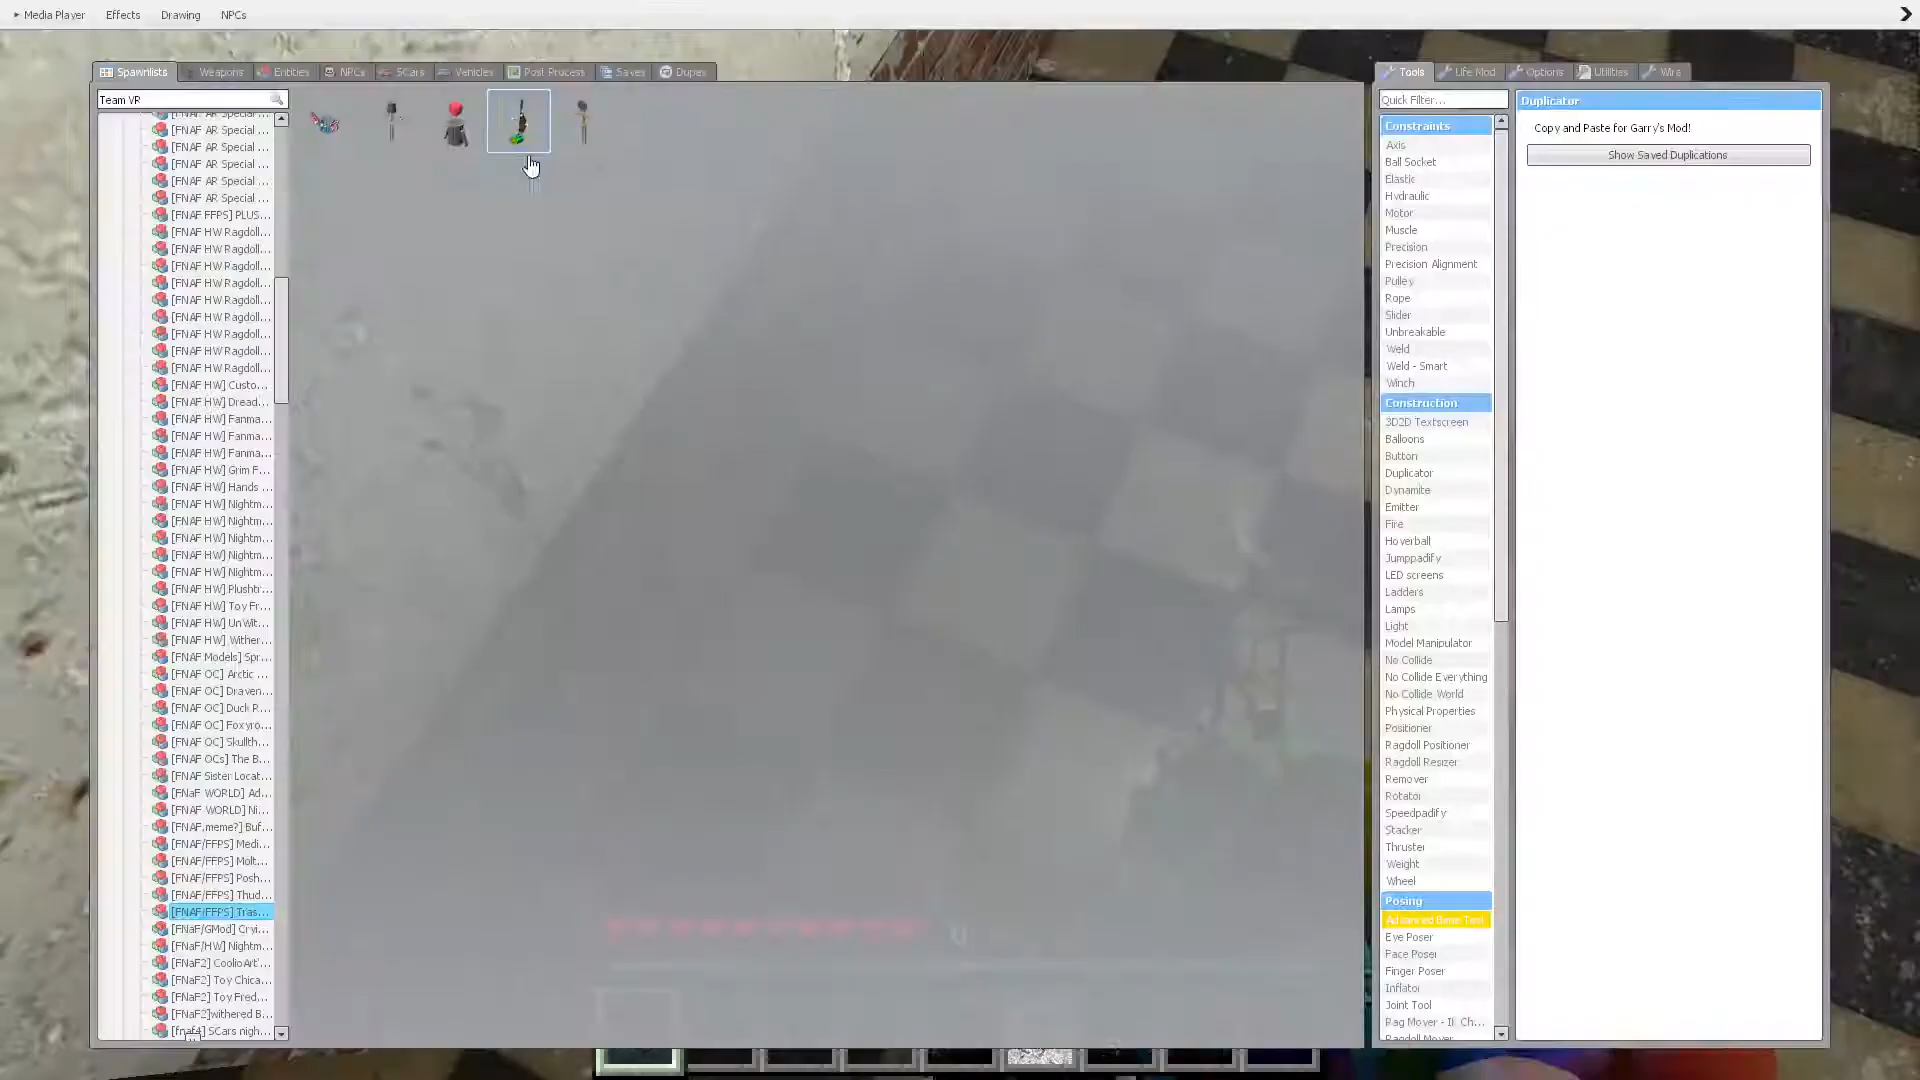 Media Player Effects Drawing NPCs
Spawnlists Weapons Entities NPCs SCars Vehicles Post Process Saves Dupes
Team VR
[FNAF AR Special ...
[FNAF AR Special ...
[FNAF AR Special ...
[FNAF AR Special ...
[FNAF AR Special ...
[FNAF AR Special ...
[FNAF FFPS] PLUS...
[FNAF HW Ragdoll...
[FNAF HW Ragdoll...
[FNAF HW Ragdoll...
[FNAF HW Ragdoll...
[FNAF HW Ragdoll...
[FNAF HW Ragdoll...
[FNAF HW Ragdoll...
[FNAF HW Ragdoll...
[FNAF HW Ragdoll...
[FNAF HW] Custo...
[FNAF HW] Dread...
[FNAF HW] Fanma...
[FNAF HW] Fanma...
[FNAF HW] Fanma...
[FNAF HW] Grim F...
[FNAF HW] Hands ...
[FNAF HW] Nightm...
[FNAF HW] Nightm...
[FNAF HW] Nightm...
[FNAF HW] Nightm...
[FNAF HW] Nightm...
[FNAF HW] Plushtr...
[FNAF HW] Toy Fr...
[FNAF HW] UnWit...
[FNAF HW] Wither...
[FNAF Models] Spr...
[FNAF OC] Arctic ...
[FNAF OC] Draven...
[FNAF OC] Duck R...
[FNAF OC] Foxyro...
[FNAF OC] Skullth...
[FNAF OCs] The B...
[FNAF Sister Locat...
[FNaF WORLD] Ad...
[FNAF WORLD] Ni...
[FNAF,meme?] Buf...
[FNAF/FFPS] Medi...
[FNAF/FFPS] Molt...
[FNAF/FFPS] Posh...
[FNAF/FFPS] Thud...
[FNAF/FFPS] Tras...
[FNaF/GMod] Cryi...
[FNaF/HW] Nightm...
[FNaF2] CoolioArt'...
[FNaF2] Toy Chica...
[FNaF2] Toy Fred...
[FNaF2]withered B...
[fnaf4] SCars nigh...
Tools Life Mod Options Utilities Wire
Quick Filter...
Constraints
Axis
Ball Socket
Elastic
Hydraulic
Motor
Muscle
Precision
Precision Alignment
Pulley
Rope
Slider
Unbreakable
Weld
Weld - Smart
Winch
Construction
3D2D Textscreen
Balloons
Button
Duplicator
Dynamite
Emitter
Fire
Hoverball
Jumppadify
LED screens
Ladders
Lamps
Light
Model Manipulator
No Collide
No Collide Everything
No Collide World
Physical Properties
Positioner
Ragdoll Positioner
Ragdoll Resizer
Remover
Rotator
Speedpadify
Stacker
Thruster
Weight
Wheel
Posing
Advanced Bone Tool
Eye Poser
Face Poser
Finger Poser
Inflator
Joint Tool
Rag Mover - IK Ch...
Ragdoll Mover
Duplicator
Copy and Paste for Garry's Mod!
Show Saved Duplications